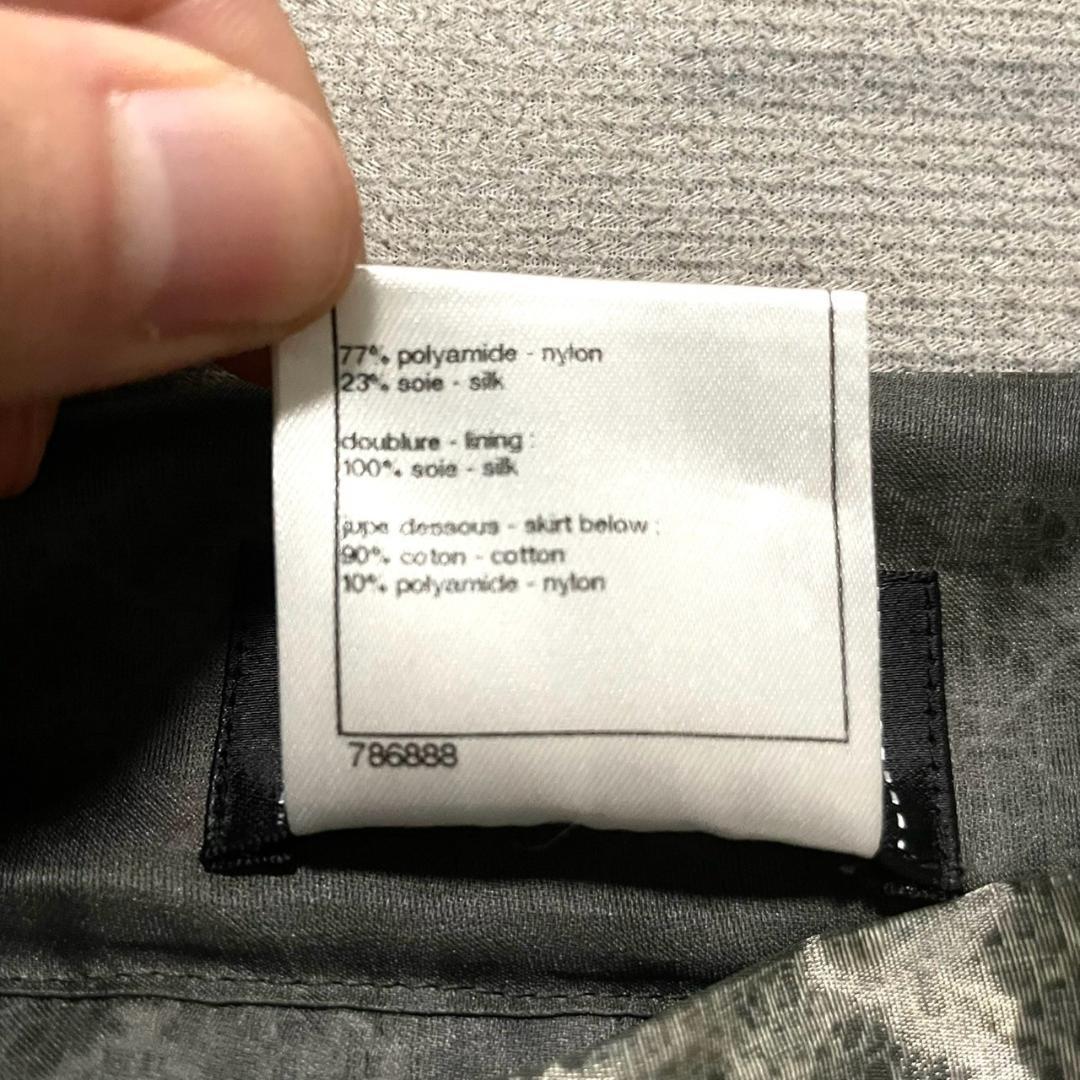 77% polyamide - nylon
23% soie - silk
doublure - lining :
100% soie - silk
jupe dessous - skirt below :
90% coton - cotton
10% polyamide - nylon
786888